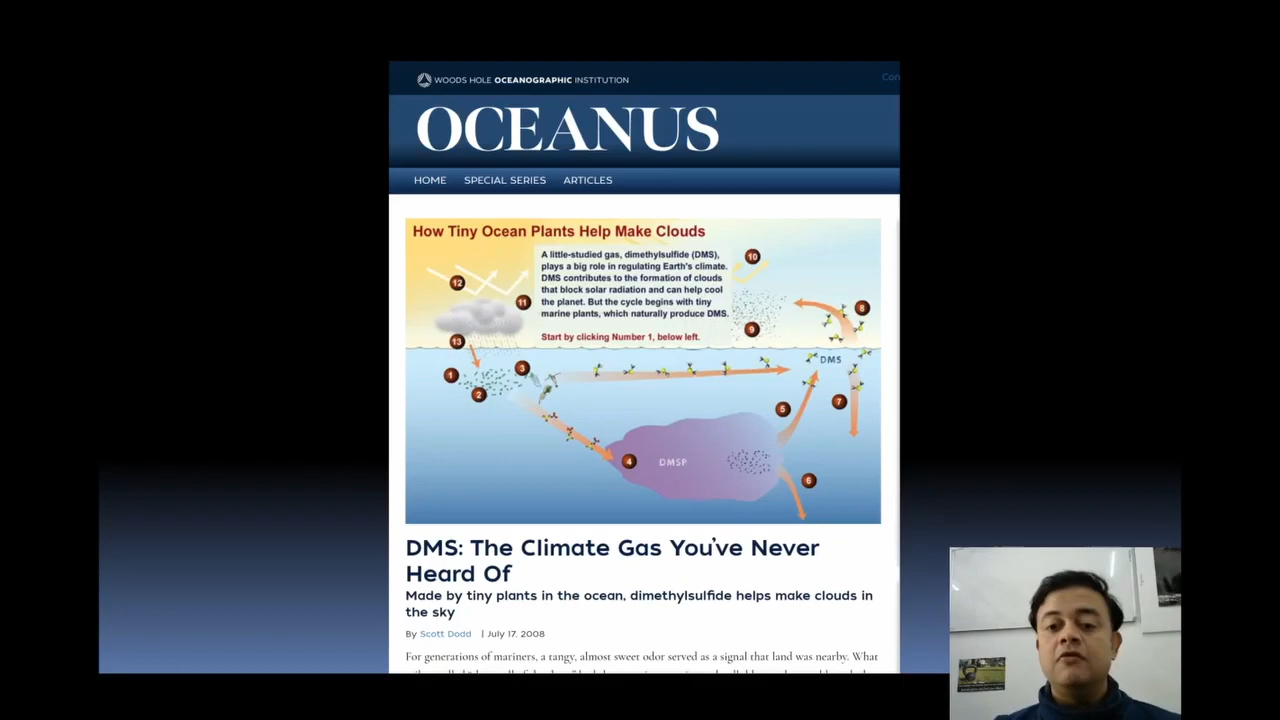 WOODS HOLE OCEANOGRAPHIC INSTITUTION
Con
OCEANUS
HOME SPECIAL SERIES ARTICLES
How Tiny Ocean Plants Help Make Clouds
A little-studied gas, dimethylsulfide (DMS),
plays a big role in regulating Earth's climate.
DMS contributes to the formation of clouds
that block solar radiation and can help cool
the planet. But the cycle begins with tiny
marine plants, which naturally produce DMS.
Start by clicking Number 1, below left.
10
12
11
8
9
13
DMS
3
1
2
7
5
4
DMSP
6
DMS: The Climate Gas You've Never
Heard Of
Made by tiny plants in the ocean, dimethylsulfide helps make clouds in
the sky
By Scott Dodd | July 17, 2008
For generations of mariners, a tangy, almost sweet odor served as a signal that land was nearby. What